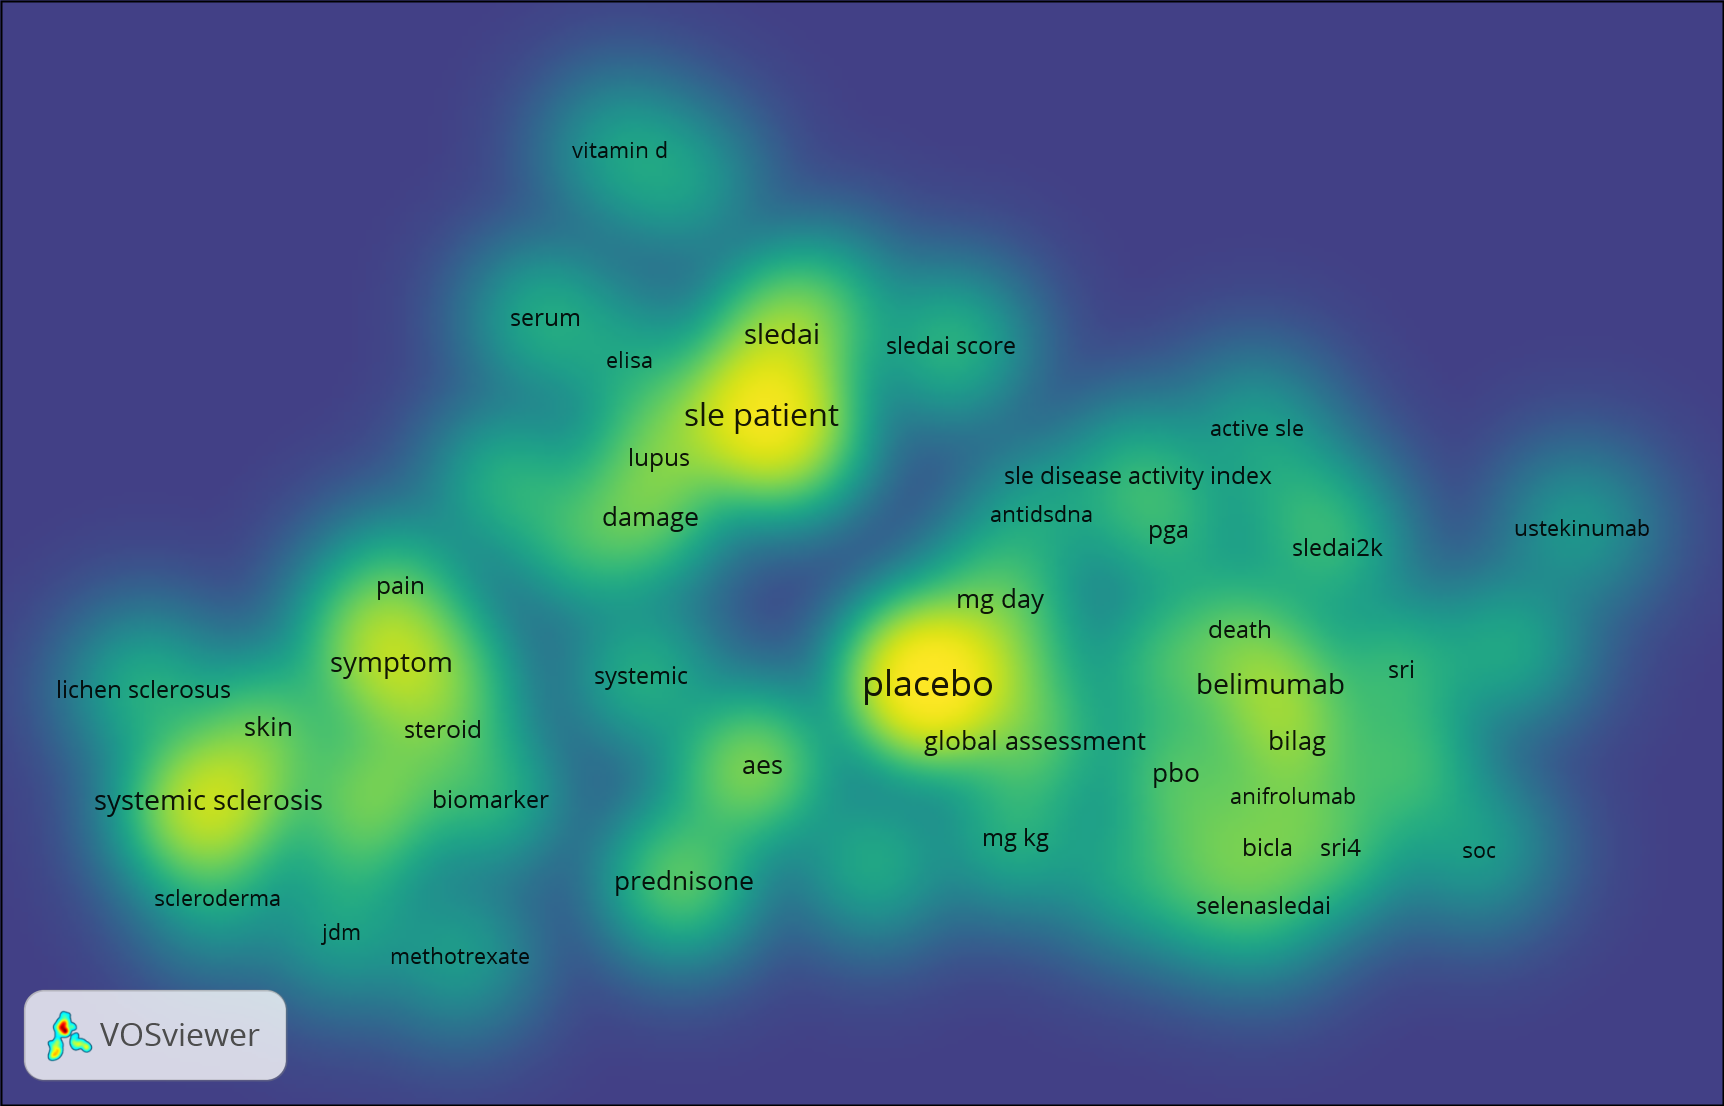 vitamin d
serum
sledai
sledai score
elisa
sle patient
active sle
lupus
sle disease activity index
damage
antidsdna
pga
ustekinumab
sledai2k
pain
mg day
death
symptom
systemic
sri
lichen sclerosus
placebo
belimumab
skin
steroid
global assessment
bilag
aes
pbo
systemic sclerosis
biomarker
anifrolumab
mg kg
bicla
sri4
soc
prednisone
scleroderma
selenasledai
jdm
methotrexate
VOSviewer